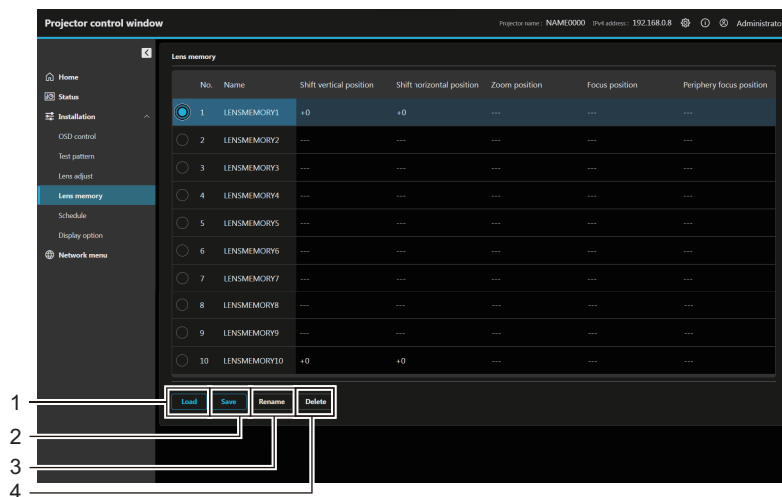 Projector control window
Projector name : NAME0000 IPv4 address : 192.168.0.8 Administrato
Lens memory
Home
Status
Installation
OSD control
Test pattern
Lens adjust
Lens memory
Schedule
Display option
Network menu
No. Name Shift vertical position Shift horizontal position Zoom position Focus position Periphery focus position
1 LENSMEMORY1 +0 +0 --- --- ---
2 LENSMEMORY2 --- --- --- --- ---
3 LENSMEMORY3 --- --- --- --- ---
4 LENSMEMORY4 --- --- --- --- ---
5 LENSMEMORY5 --- --- --- --- ---
6 LENSMEMORY6 --- --- --- --- ---
7 LENSMEMORY7 --- --- --- --- ---
8 LENSMEMORY8 --- --- --- --- ---
9 LENSMEMORY9 --- --- --- --- ---
10 LENSMEMORY10 +0 +0 --- --- ---
Load Save Rename Delete
1
2
3
4